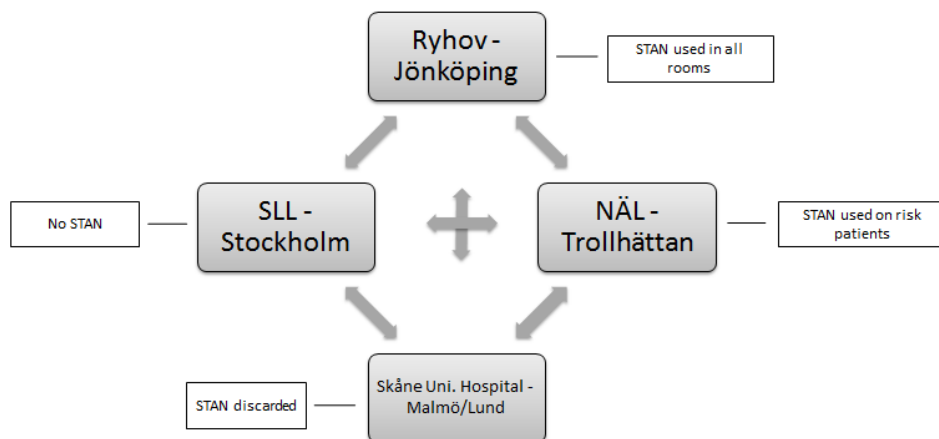 Ryhov -
Jönköping
STAN used in all
rooms
No STAN
SLL -
Stockholm
NÄL -
Trollhättan
STAN used on risk
patients
STAN discarded
Skåne Uni. Hospital -
Malmö/Lund